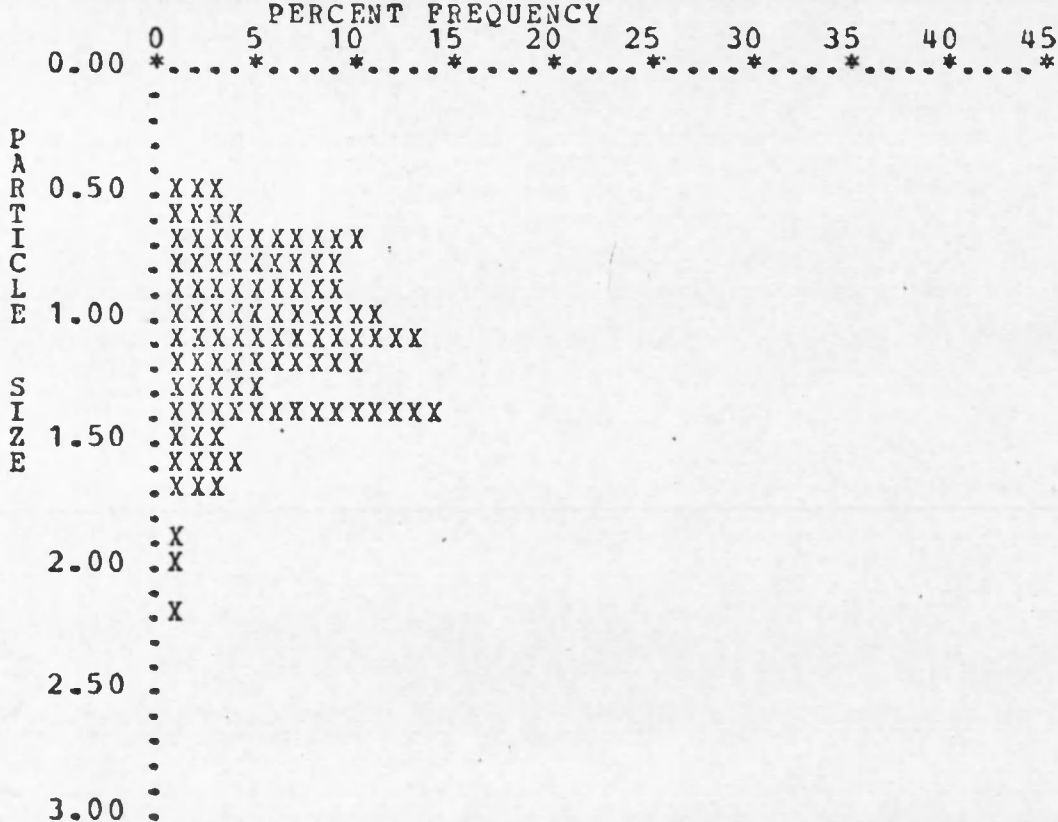 PERCENT FREQUENCY
0 5 10 15 20 25 30 35 40 45
0.00 *....*....*....*....*....*....*....*....*....*
PARTICLE SIZE
.
.
.
.
0.50 .XXX
.XXXX
.XXXXXXXXXX
.XXXXXXXXX
.XXXXXXXXX
1.00 .XXXXXXXXXXX
.XXXXXXXXXXXXX
.XXXXXXXXXX
.XXXXX
.XXXXXXXXXXXXXX
1.50 .XXX
.XXXX
.XXX
.
.X
2.00 .X
.
.X
.
.
2.50 .
.
.
.
.
3.00 .